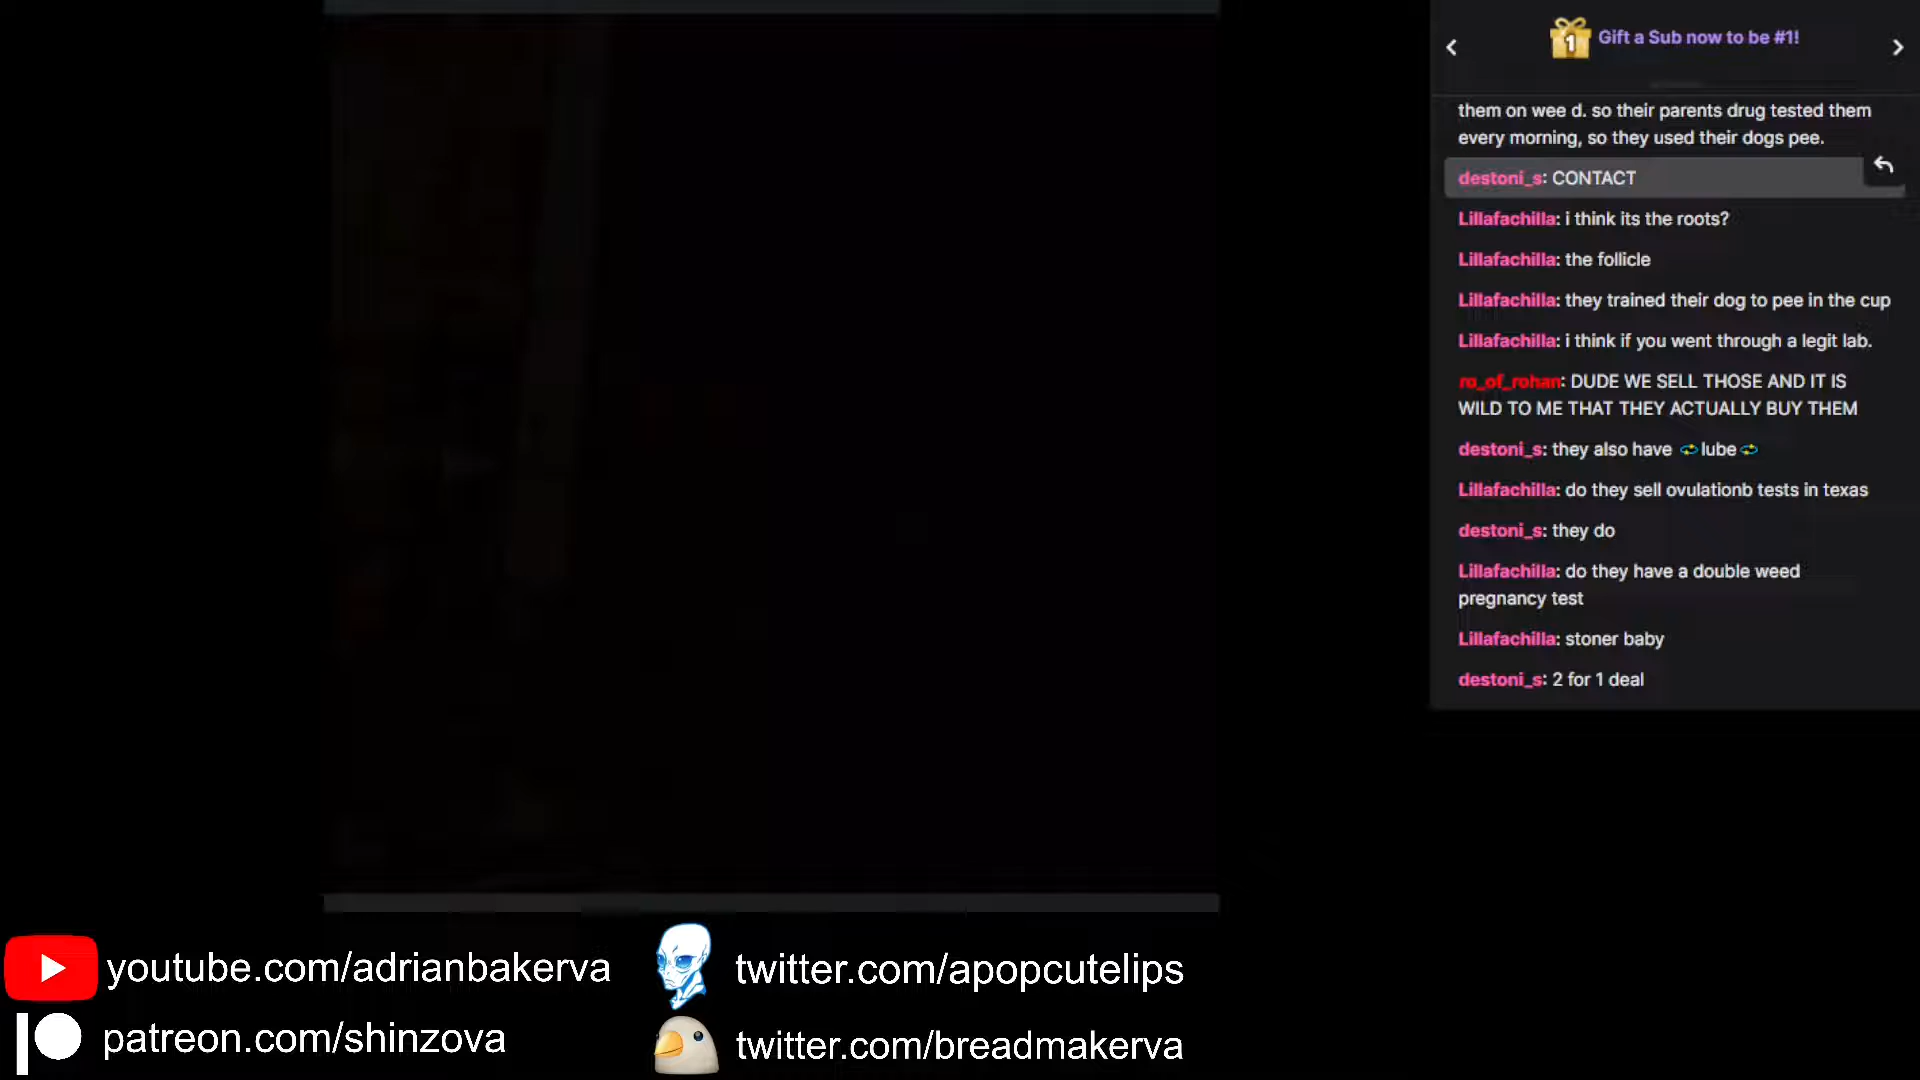 1 Gift a Sub now to be #1!
them on wee d. so their parents drug tested them
every morning, so they used their dogs pee.
destoni_s: CONTACT
Lillafachilla: i think its the roots?
Lillafachilla: the follicle
Lillafachilla: they trained their dog to pee in the cup
Lillafachilla: i think if you went through a legit lab.
ro_of_rohan: DUDE WE SELL THOSE AND IT IS
WILD TO ME THAT THEY ACTUALLY BUY THEM
destoni_s: they also have lube
Lillafachilla: do they sell ovulationb tests in texas
destoni_s: they do
Lillafachilla: do they have a double weed
pregnancy test
Lillafachilla: stoner baby
destoni_s: 2 for 1 deal
youtube.com/adrianbakerva
twitter.com/apopcutelips
patreon.com/shinzova
twitter.com/breadmakerva